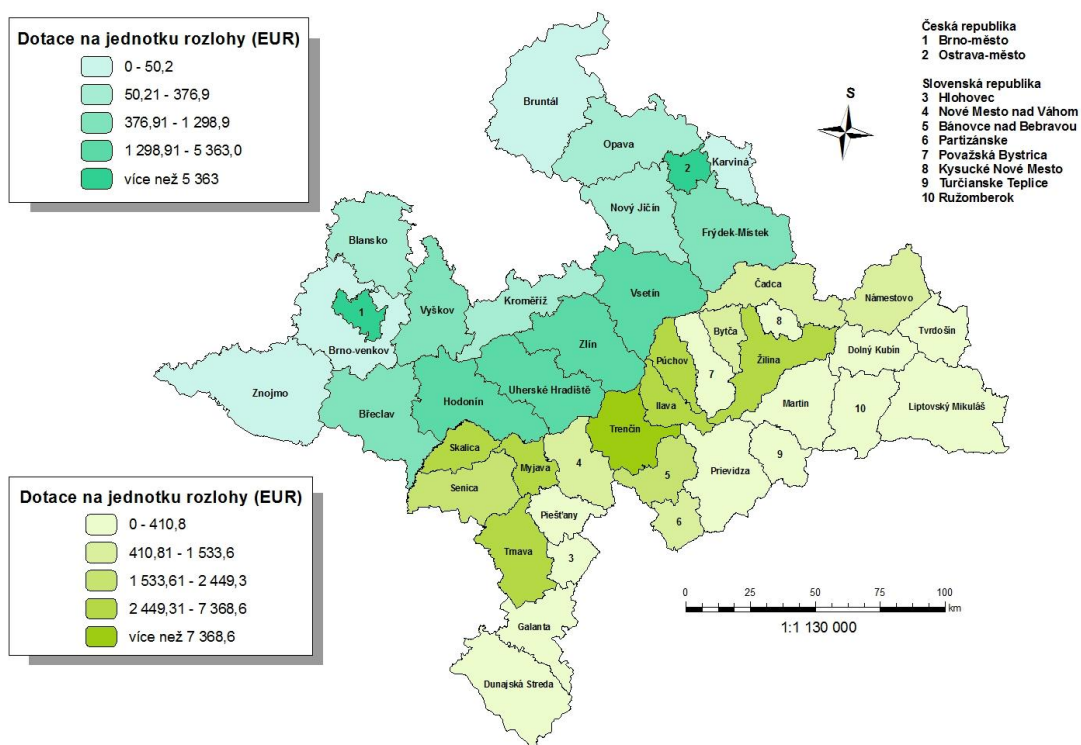 Dotace na jednotku rozlohy (EUR)
0 - 50,2
50,21 - 376,9
376,91 - 1 298,9
1 298,91 - 5 363,0
více než 5 363
Česká republika
1 Brno-město
2 Ostrava-město
Slovenská republika
3 Hlohovec
4 Nové Mesto nad Váhom
5 Bánovce nad Bebravou
6 Partizánske
7 Považská Bystrica
8 Kysucké Nové Mesto
9 Turčianske Teplice
10 Ružomberok
S
Bruntál
Opava
2
Karviná
Nový Jičín
Frýdek-Místek
Blansko
Vyškov
Kroměříž
Vsetín
1
Brno-venkov
Zlín
Znojmo
Břeclav
Hodonín
Uherské Hradiště
Čadca
Námestovo
Bytča
8
Tvrdošín
Púchov
7
Žilina
Dolný Kubín
Ilava
Martin
10
Liptovský Mikuláš
Trenčín
Skalica
Myjava
4
5
Prievidza
9
Senica
Piešťany
6
Trnava
3
Galanta
Dunajská Streda
Dotace na jednotku rozlohy (EUR)
0 - 410,8
410,81 - 1 533,6
1 533,61 - 2 449,3
2 449,31 - 7 368,6
více než 7 368,6
0 25 50 75 100
km
1:1 130 000